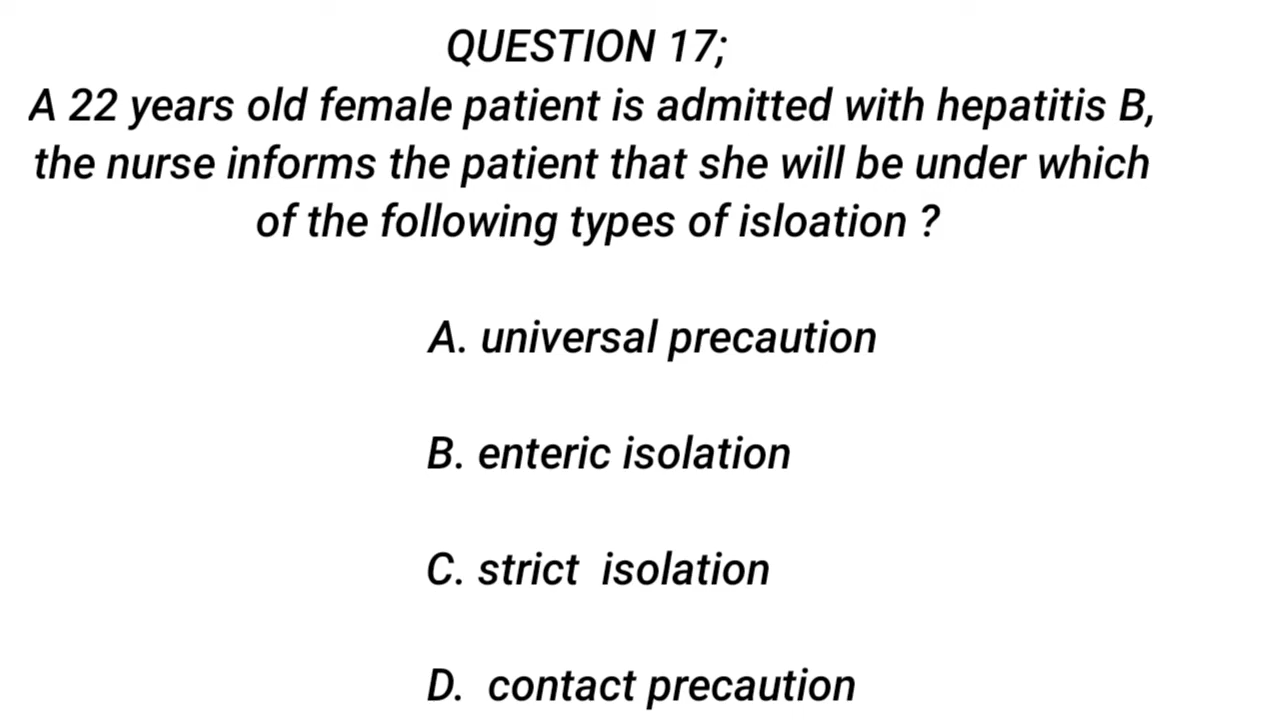 QUESTION 17;
A 22 years old female patient is admitted with hepatitis B,
the nurse informs the patient that she will be under which
of the following types of isloation ?
A. universal precaution
B. enteric isolation
C. strict isolation
D. contact precaution